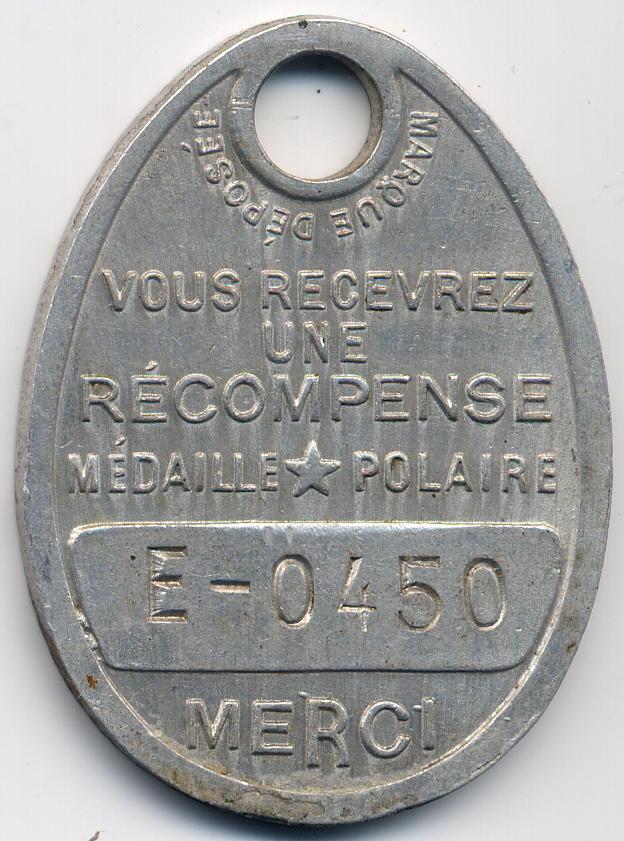 MARQUE DÉPOSÉE
VOUS RECEVREZ
UNE
RÉCOMPENSE
MÉDAILLE ★ POLAIRE
E-0450
MERCI